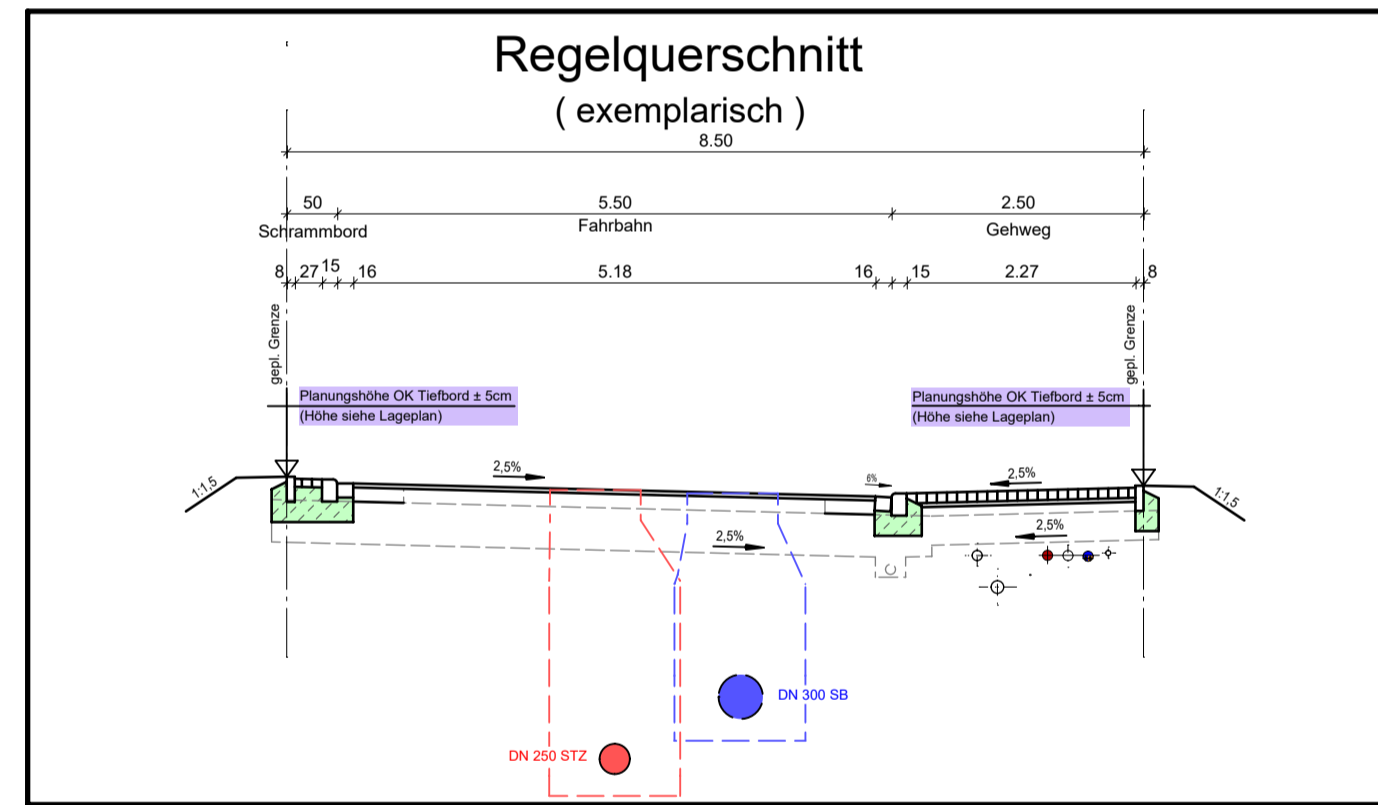 Regelquerschnitt
( exemplarisch )
8.50
50 5.50 2.50
Schrammbord Fahrbahn Gehweg
8 27 15 16 5.18 16 15 2.27 8
gepl. Grenze
gepl. Grenze
Planungshöhe OK Tiefbord ± 5cm
(Höhe siehe Lageplan)
Planungshöhe OK Tiefbord ± 5cm
(Höhe siehe Lageplan)
1:1,5
2,5%
6%
2,5%
1:1,5
2,5%
2,5%
DN 300 SB
DN 250 STZ